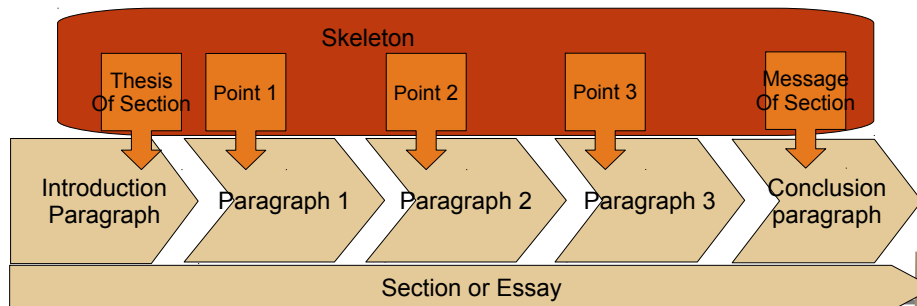 Skeleton
Thesis
Of Section
Point 1
Point 2
Point 3
Message
Of Section
Introduction
Paragraph
Paragraph 1
Paragraph 2
Paragraph 3
Conclusion
paragraph
Section or Essay